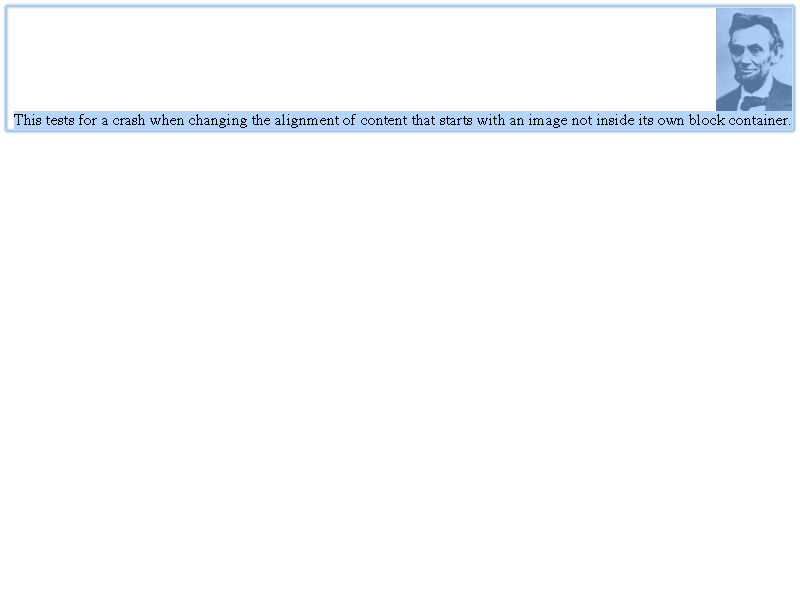 This tests for a crash when changing the alignment of content that starts with an image not inside its own block container.